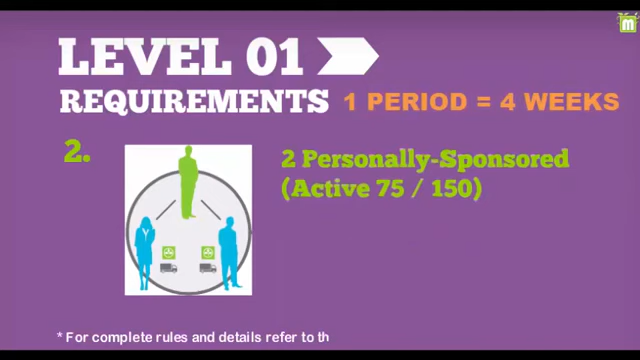 LEVEL 01
REQUIREMENTS 1 PERIOD = 4 WEEKS
2.
2 Personally-Sponsored
(Active 75 / 150)
* For complete rules and details refer to th
m